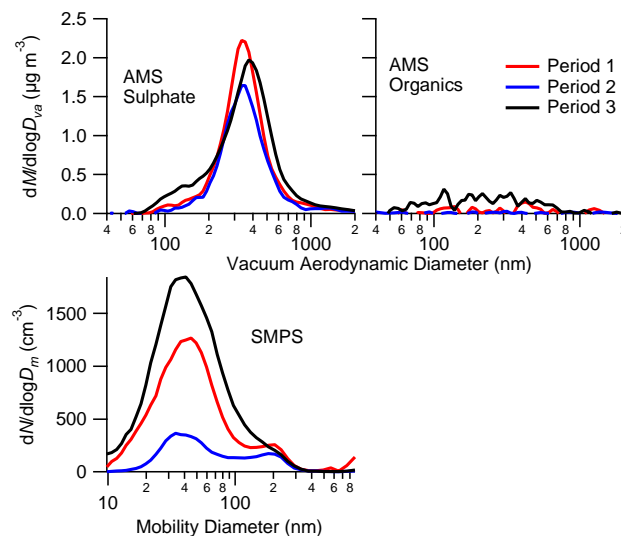 2.5
2.0
1.5
1.0
0.5
0.0
dM/dlogDva (µg m-3)
AMS
Sulphate
4 6 8 100 2 4 6 8 1000 2
AMS
Organics
Period 1
Period 2
Period 3
4 6 8 100 2 4 6 8 1000
Vacuum Aerodynamic Diameter (nm)
1500
1000
500
0
dN/dlogDm (cm-3)
SMPS
10 2 4 6 8 100 2 4 6 8
Mobility Diameter (nm)